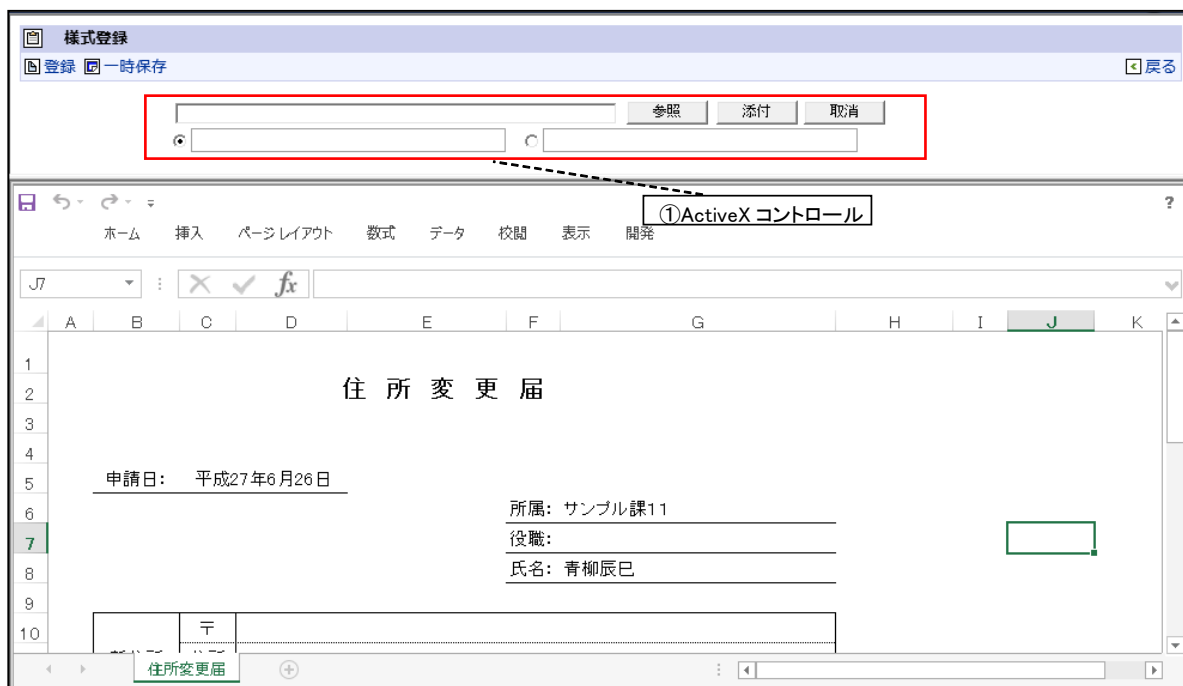 様式登録
登録 一時保存 戻る
参照 添付 取消
①ActiveX コントロール
?
ホーム 挿入 ページ レイアウト 数式 データ 校閲 表示 開発
J7 fx
A B C D E F G H I J K
1
2 住 所 変 更 届
3
4
5 申請日: 平成27年6月26日
6 所属: サンプル課11
7 役職:
8 氏名: 青柳辰巳
9
10 〒
住所変更届